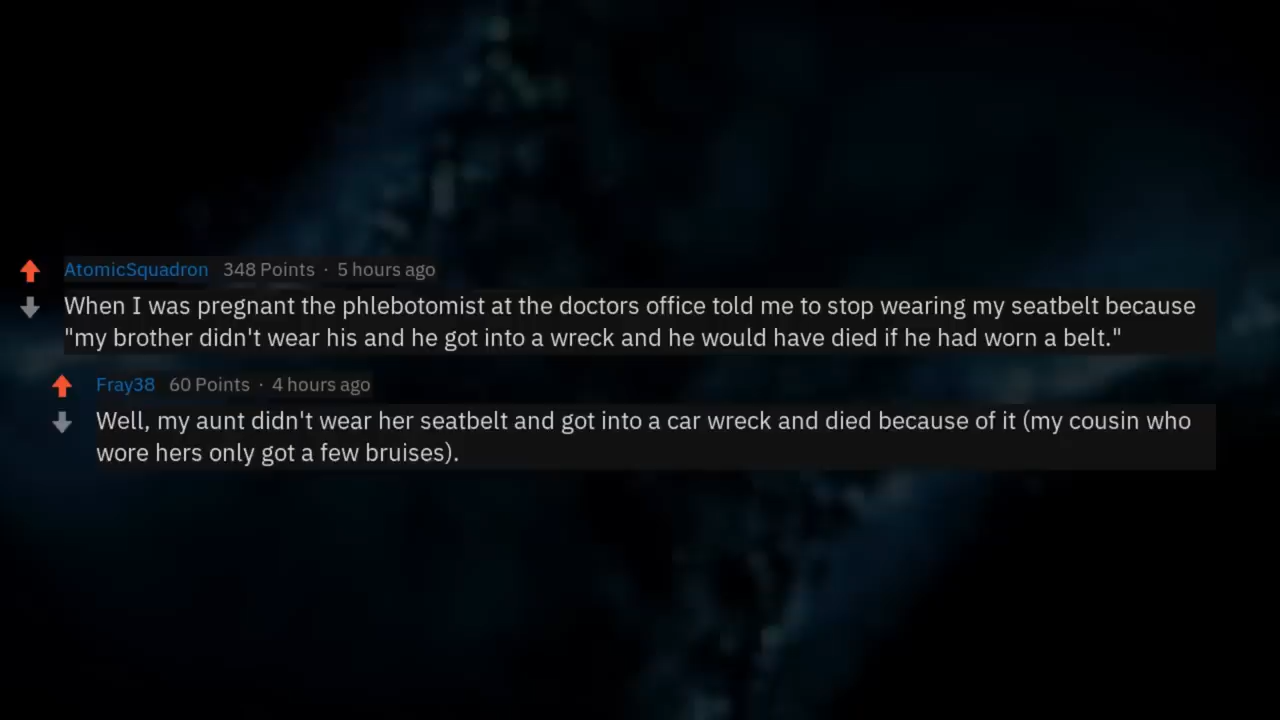 AtomicSquadron 348 Points · 5 hours ago
When I was pregnant the phlebotomist at the doctors office told me to stop wearing my seatbelt because
"my brother didn't wear his and he got into a wreck and he would have died if he had worn a belt."
Fray38 60 Points · 4 hours ago
Well, my aunt didn't wear her seatbelt and got into a car wreck and died because of it (my cousin who
wore hers only got a few bruises).